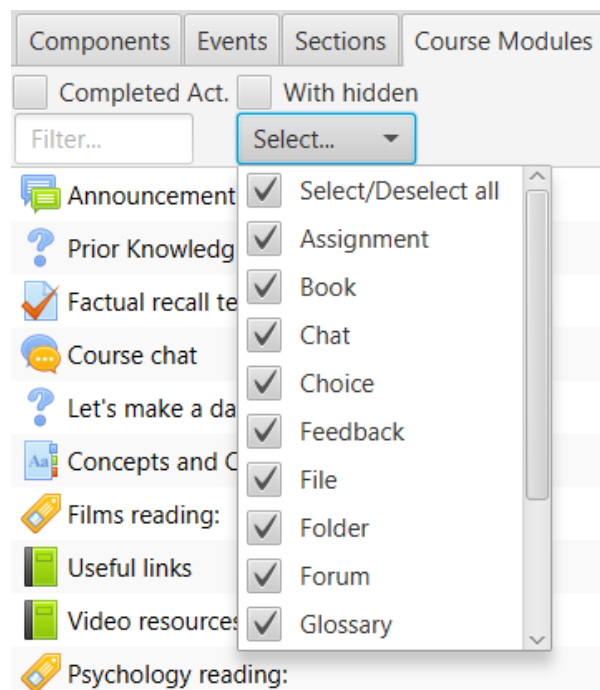 Components Events Sections Course Modules
Completed Act. With hidden
Filter... Select...
Select/Deselect all
Assignment
Book
Chat
Choice
Feedback
File
Folder
Forum
Glossary
Announcement
Prior Knowledg
Factual recall te
Course chat
Let's make a da
Concepts and C
Films reading:
Useful links
Video resources
Psychology reading: